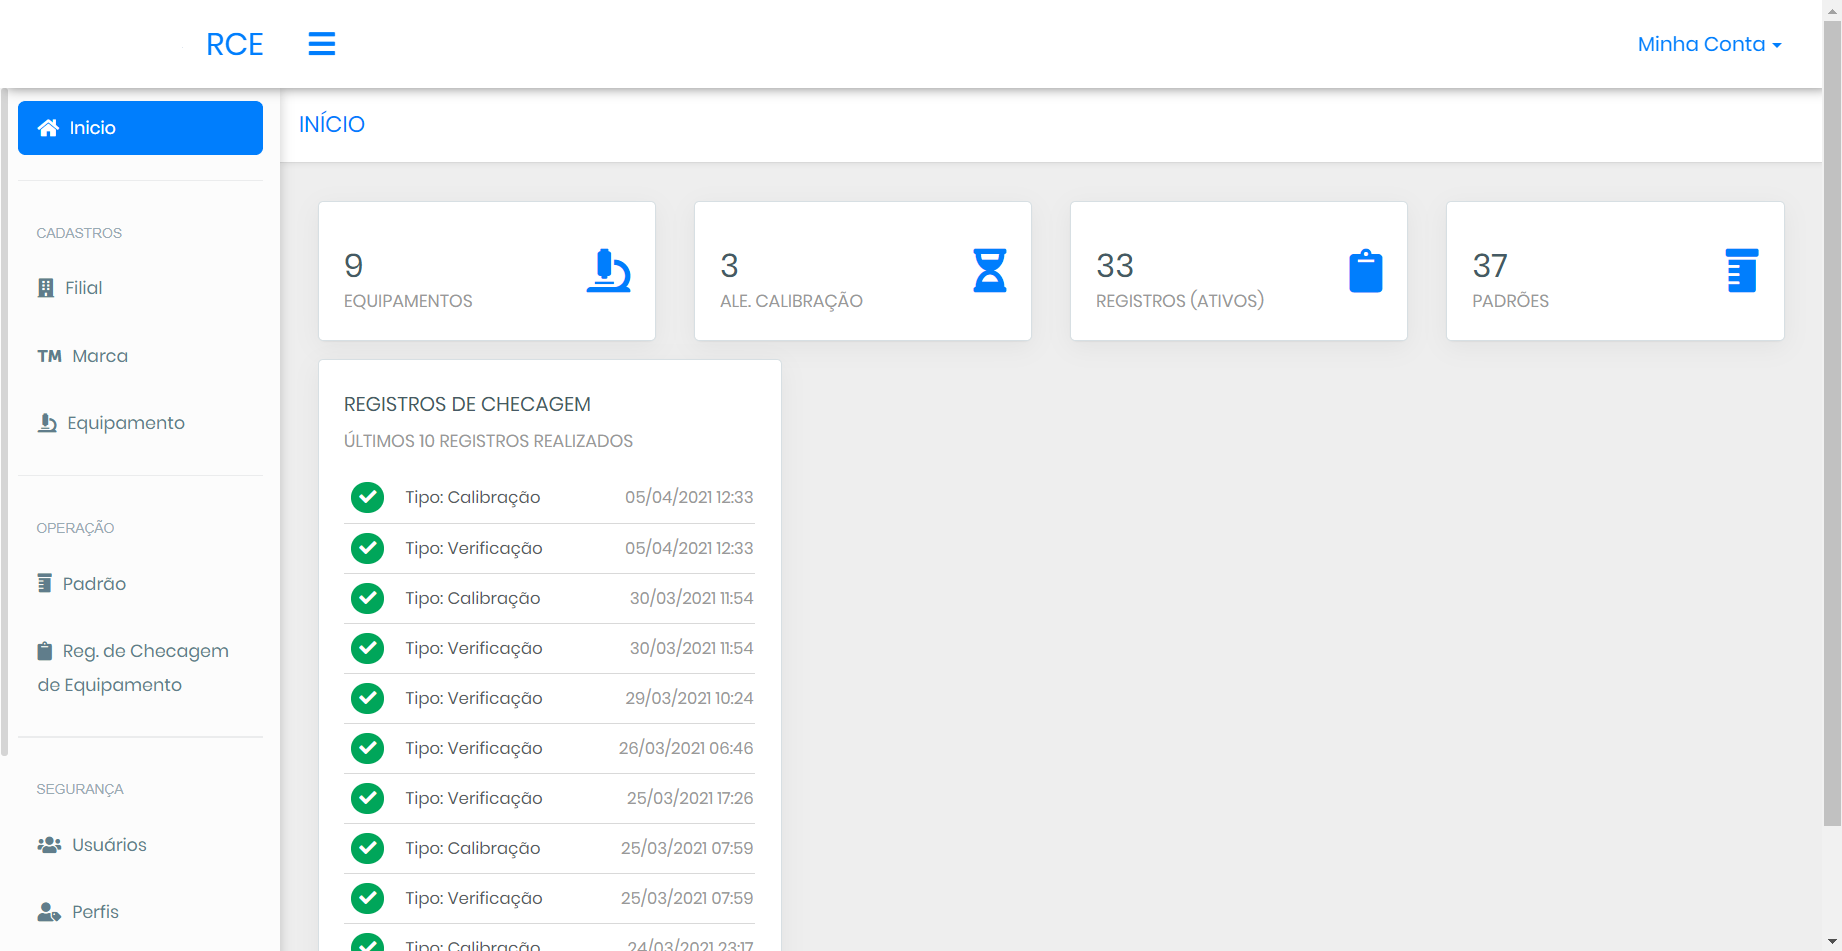 RCE
Minha Conta
Inicio
CADASTROS
Filial
TM Marca
Equipamento
OPERAÇÃO
Padrão
Reg. de Checagem
de Equipamento
SEGURANÇA
Usuários
Perfis
INÍCIO
9
EQUIPAMENTOS
3
ALE. CALIBRAÇÃO
33
REGISTROS (ATIVOS)
37
PADRÕES
REGISTROS DE CHECAGEM
ÚLTIMOS 10 REGISTROS REALIZADOS
Tipo: Calibração 05/04/2021 12:33
Tipo: Verificação 05/04/2021 12:33
Tipo: Calibração 30/03/2021 11:54
Tipo: Verificação 30/03/2021 11:54
Tipo: Verificação 29/03/2021 10:24
Tipo: Verificação 26/03/2021 06:46
Tipo: Verificação 25/03/2021 17:26
Tipo: Calibração 25/03/2021 07:59
Tipo: Verificação 25/03/2021 07:59
Tipo: Calibração 24/03/2021 23:17